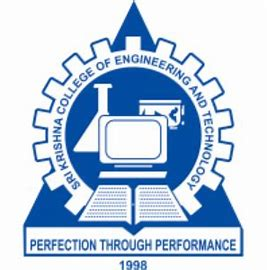 SRI KRISHNA COLLEGE OF ENGINEERING AND TECHNOLOGY
PERFECTION THROUGH PERFORMANCE
1998